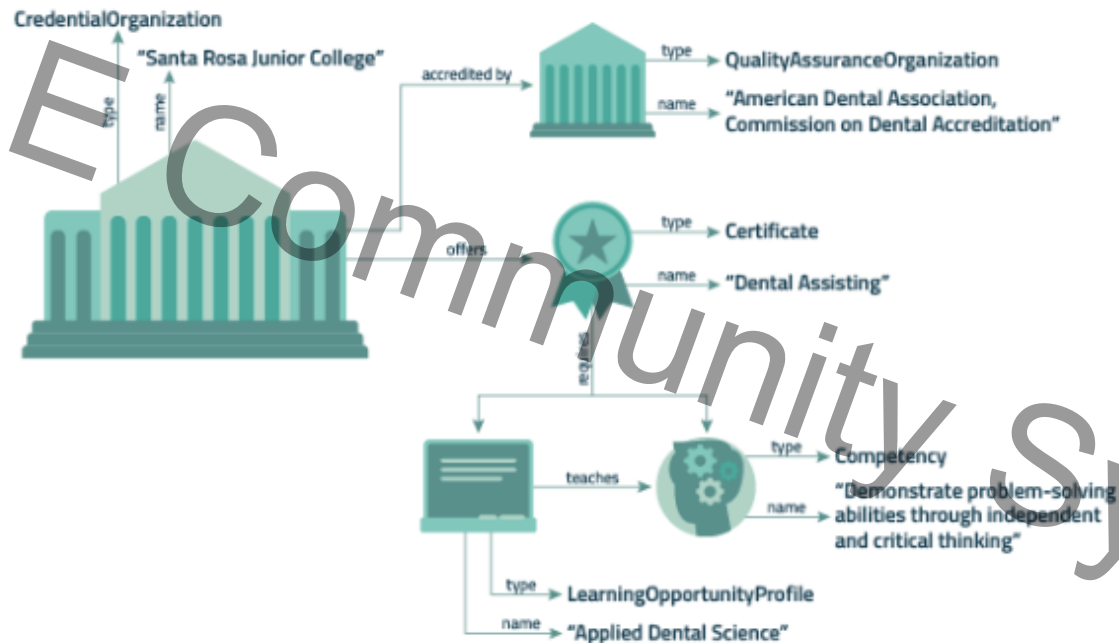 CredentialOrganization
"Santa Rosa Junior College"
type
name
accredited by
type
QualityAssuranceOrganization
name
"American Dental Association,
Commission on Dental Accreditation"
offers
type
Certificate
name
"Dental Assisting"
requires
teaches
type
Competency
name
"Demonstrate problem-solving
abilities through independent
and critical thinking"
type
LearningOpportunityProfile
name
"Applied Dental Science"
E Community Sy